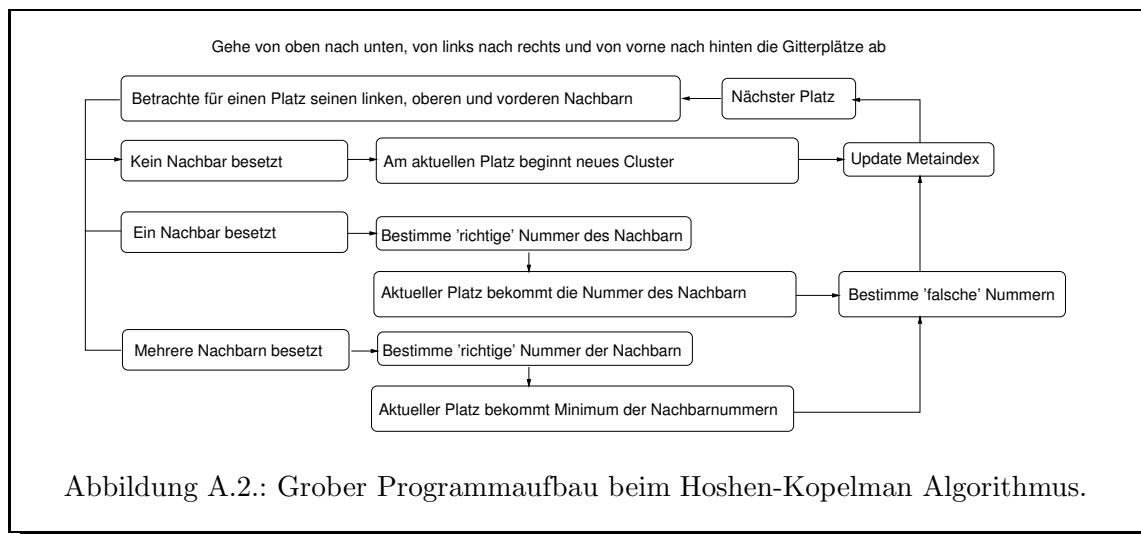 Gehe von oben nach unten, von links nach rechts und von vorne nach hinten die Gitterplätze ab
Betrachte für einen Platz seinen linken, oberen und vorderen Nachbarn
Nächster Platz
Kein Nachbar besetzt
Am aktuellen Platz beginnt neues Cluster
Update Metaindex
Ein Nachbar besetzt
Bestimme 'richtige' Nummer des Nachbarn
Aktueller Platz bekommt die Nummer des Nachbarn
Bestimme 'falsche' Nummern
Mehrere Nachbarn besetzt
Bestimme 'richtige' Nummer der Nachbarn
Aktueller Platz bekommt Minimum der Nachbarnummern
Abbildung A.2.: Grober Programmaufbau beim Hoshen-Kopelman Algorithmus.